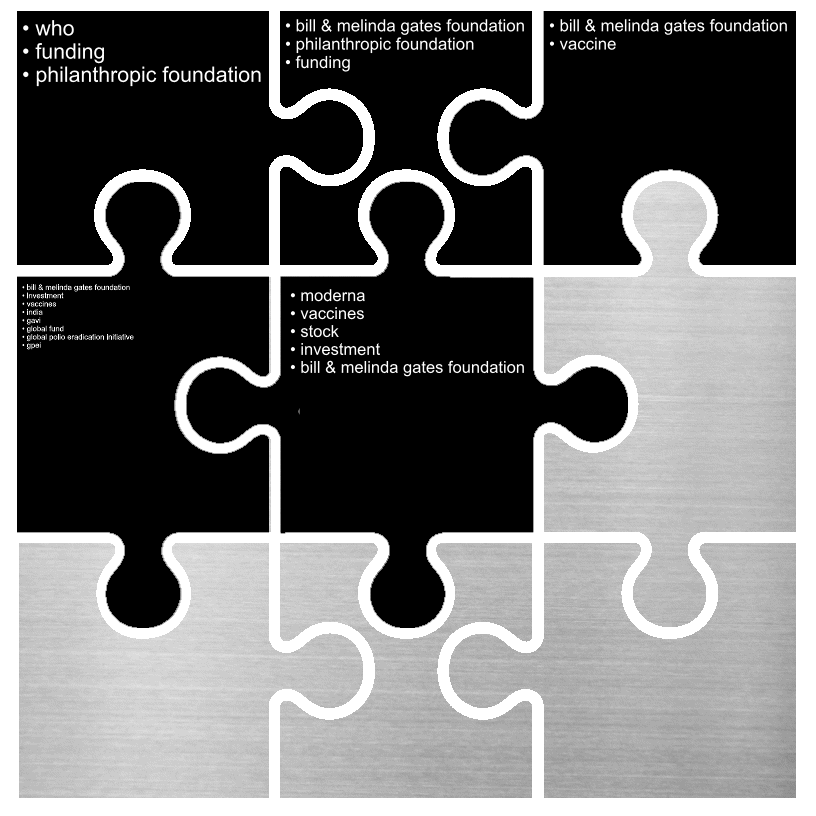 • who
• funding
• philanthropic foundation
• bill & melinda gates foundation
• philanthropic foundation
• funding
• bill & melinda gates foundation
• vaccine
• bill & melinda gates foundation
• Investment
• vaccines
• india
• gavi
• global fund
• global polio eradication Initiative
• gpei
• moderna
• vaccines
• stock
• investment
• bill & melinda gates foundation